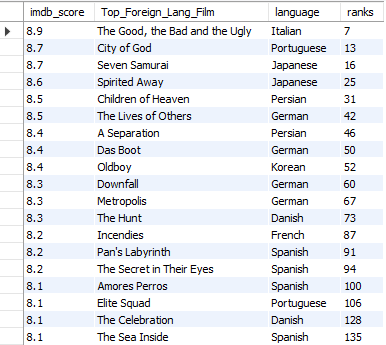 imdb_score Top_Foreign_Lang_Film language ranks
8.9 The Good, the Bad and the Ugly Italian 7
8.7 City of God Portuguese 13
8.7 Seven Samurai Japanese 16
8.6 Spirited Away Japanese 25
8.5 Children of Heaven Persian 31
8.5 The Lives of Others German 42
8.4 A Separation Persian 46
8.4 Das Boot German 50
8.4 Oldboy Korean 52
8.3 Downfall German 60
8.3 Metropolis German 67
8.3 The Hunt Danish 73
8.2 Incendies French 87
8.2 Pan's Labyrinth Spanish 91
8.2 The Secret in Their Eyes Spanish 94
8.1 Amores Perros Spanish 100
8.1 Elite Squad Portuguese 106
8.1 The Celebration Danish 128
8.1 The Sea Inside Spanish 135